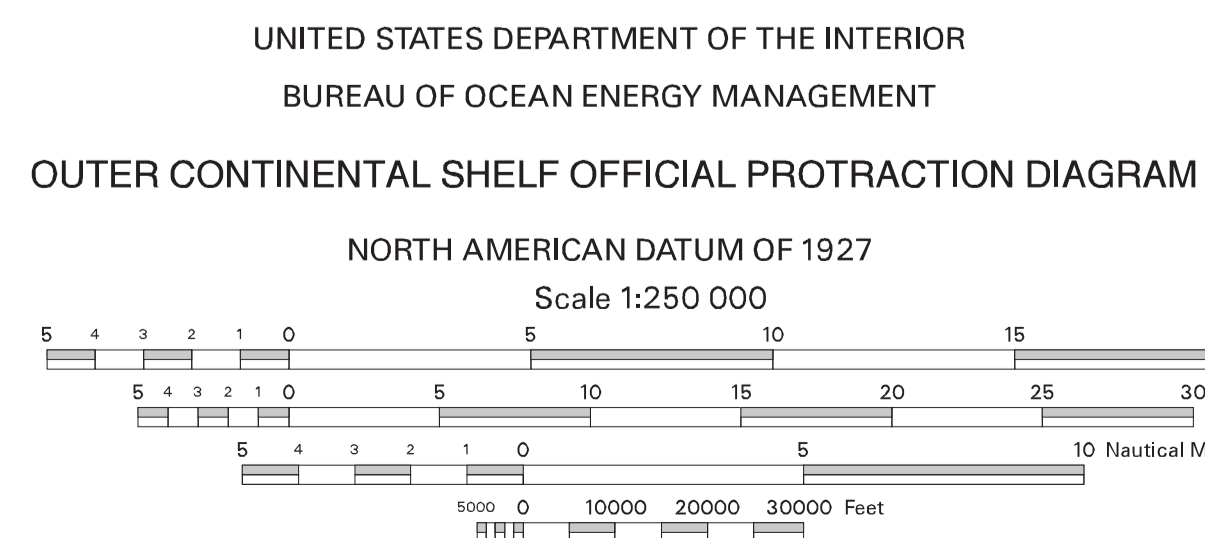 UNITED STATES DEPARTMENT OF THE INTERIOR
BUREAU OF OCEAN ENERGY MANAGEMENT
OUTER CONTINENTAL SHELF OFFICIAL PROTRACTION DIAGRAM
NORTH AMERICAN DATUM OF 1927
Scale 1:250 000
5 4 3 2 1 0 5 10 15
5 4 3 2 1 0 5 10 15 20 25 30
5 4 3 2 1 0 5 10 Nautical M
5000 0 10000 20000 30000 Feet